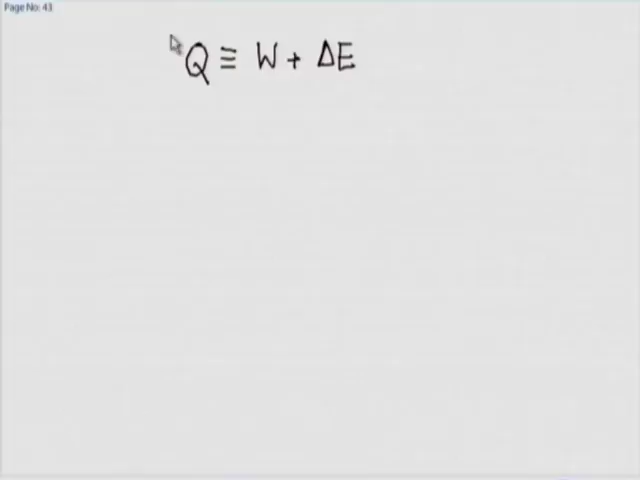 Page No: 43
Q ≡ W + ΔE